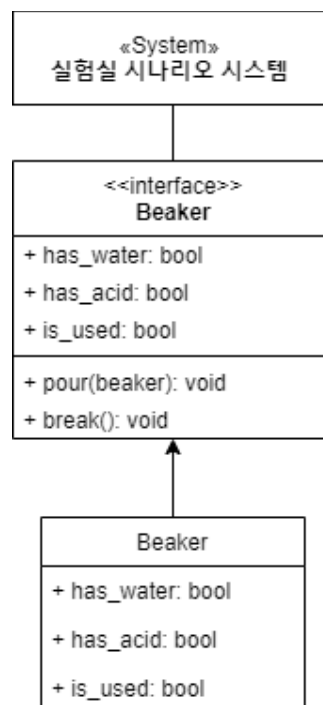 «System»
실험실 시나리오 시스템
<<interface>>
Beaker
+ has_water: bool
+ has_acid: bool
+ is_used: bool
+ pour(beaker): void
+ break(): void
Beaker
+ has_water: bool
+ has_acid: bool
+ is_used: bool